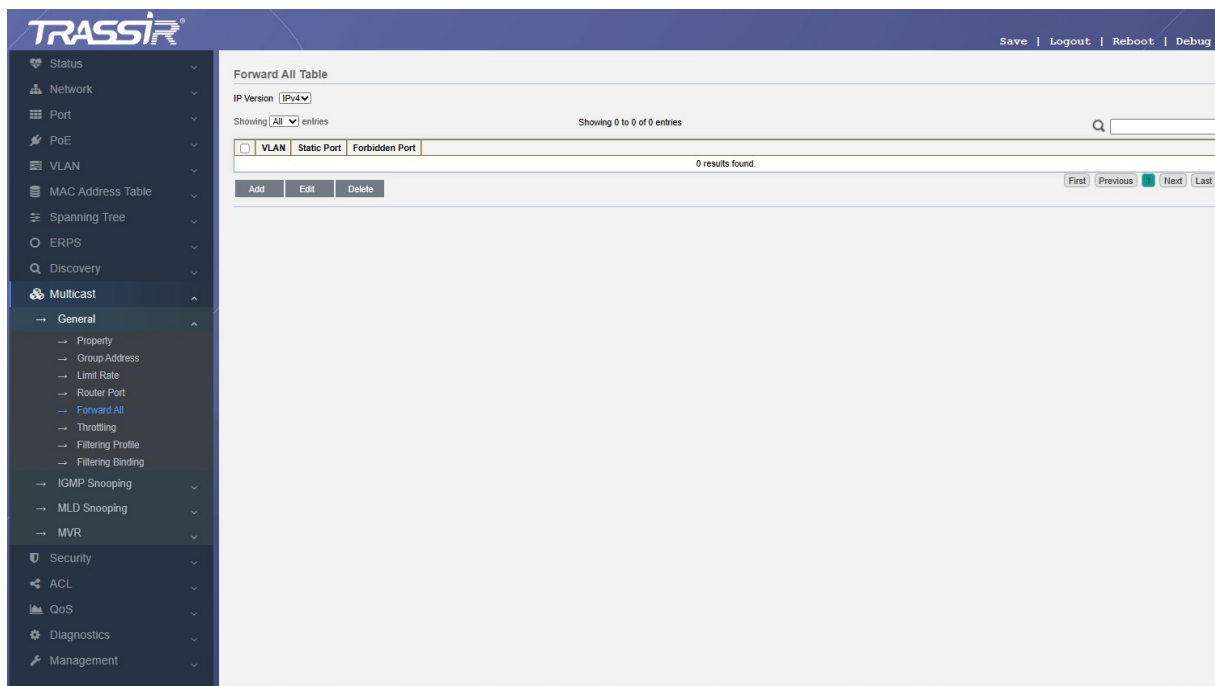 TRASSIR
Save | Logout | Reboot | Debug
Status
Network
Port
PoE
VLAN
MAC Address Table
Spanning Tree
ERPS
Discovery
Multicast
→ General
→ Property
→ Group Address
→ Limit Rate
→ Router Port
→ Forward All
→ Throttling
→ Filtering Profile
→ Filtering Binding
→ IGMP Snooping
→ MLD Snooping
→ MVR
Security
ACL
QoS
Diagnostics
Management
Forward All Table
IP Version IPv4
Showing All entries Showing 0 to 0 of 0 entries
VLAN Static Port Forbidden Port
0 results found.
Add Edit Delete First Previous 1 Next Last